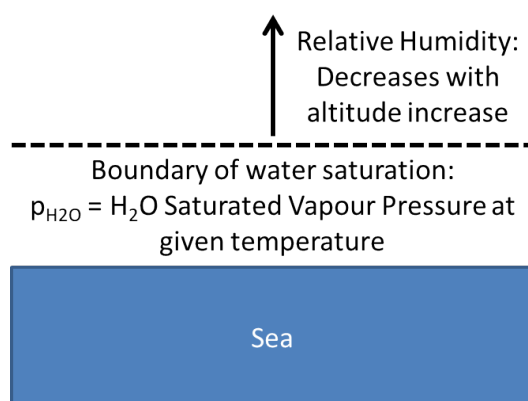 Relative Humidity:
Decreases with
altitude increase
Boundary of water saturation:
pH2O = H2O Saturated Vapour Pressure at
given temperature
Sea